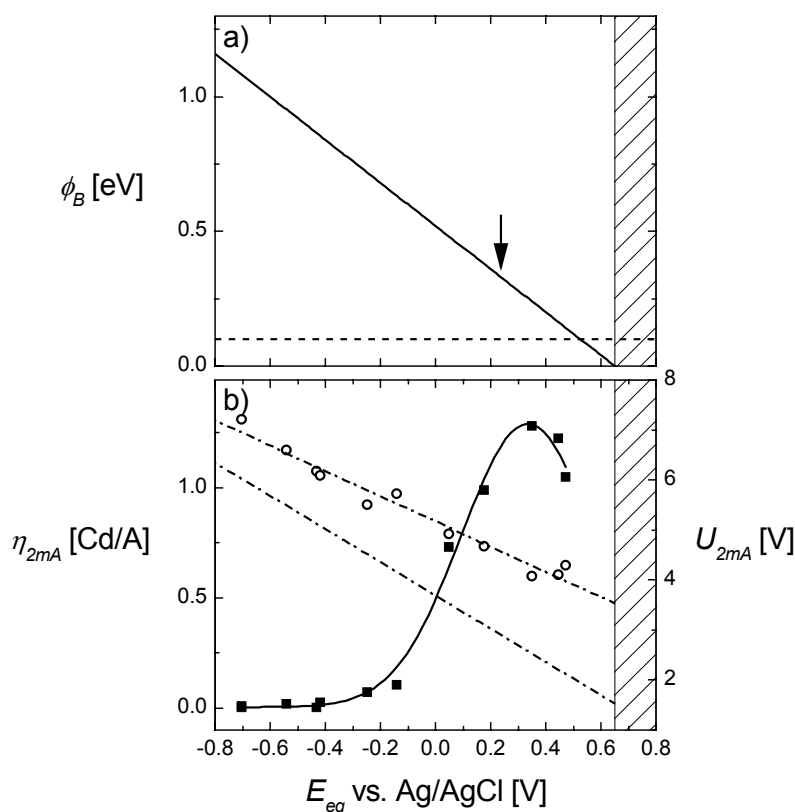 a)
1.0
0.5
0.0
ϕB [eV]
b)
1.0
0.5
0.0
η2mA [Cd/A]
8
6
4
2
U2mA [V]
-0.8 -0.6 -0.4 -0.2 0.0 0.2 0.4 0.6 0.8
Eeq vs. Ag/AgCl [V]